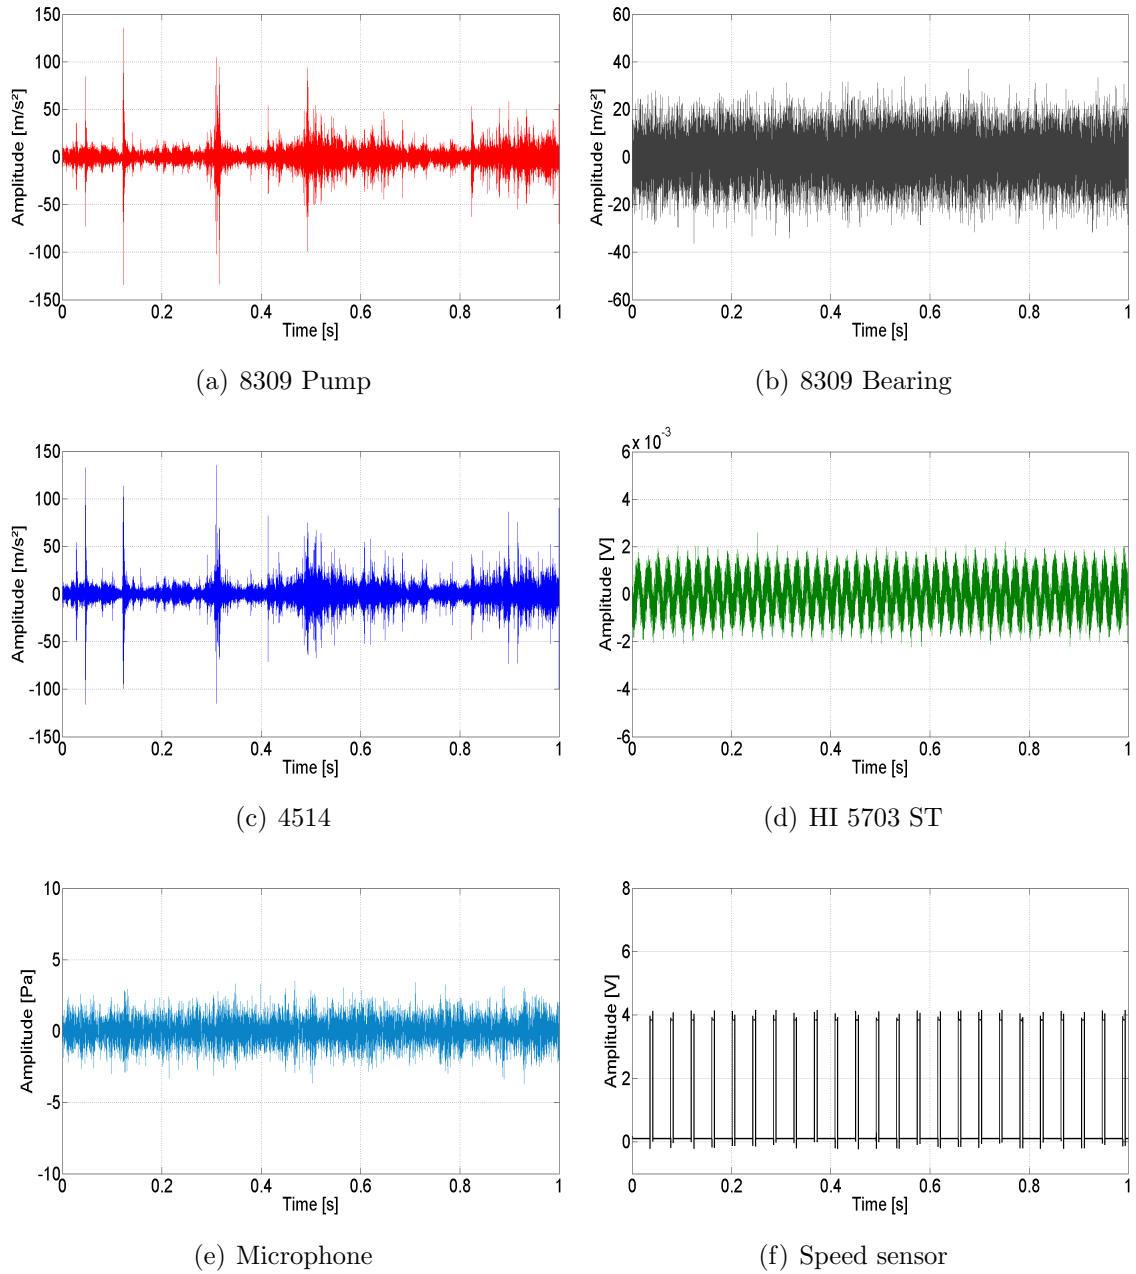 150
100
50
0
-50
-100
-150
Amplitude [m/s²]
0 0.2 0.4 0.6 0.8 1
Time [s]
(a) 8309 Pump
60
40
20
0
-20
-40
-60
Amplitude [m/s²]
0 0.2 0.4 0.6 0.8 1
Time [s]
(b) 8309 Bearing
150
100
50
0
-50
-100
-150
Amplitude [m/s²]
0 0.2 0.4 0.6 0.8 1
Time [s]
(c) 4514
x 10⁻³
6
4
2
0
-2
-4
-6
Amplitude [V]
0 0.2 0.4 0.6 0.8 1
Time [s]
(d) HI 5703 ST
10
5
0
-5
-10
Amplitude [Pa]
0 0.2 0.4 0.6 0.8 1
Time [s]
(e) Microphone
8
6
4
2
0
Amplitude [V]
0 0.2 0.4 0.6 0.8 1
Time [s]
(f) Speed sensor